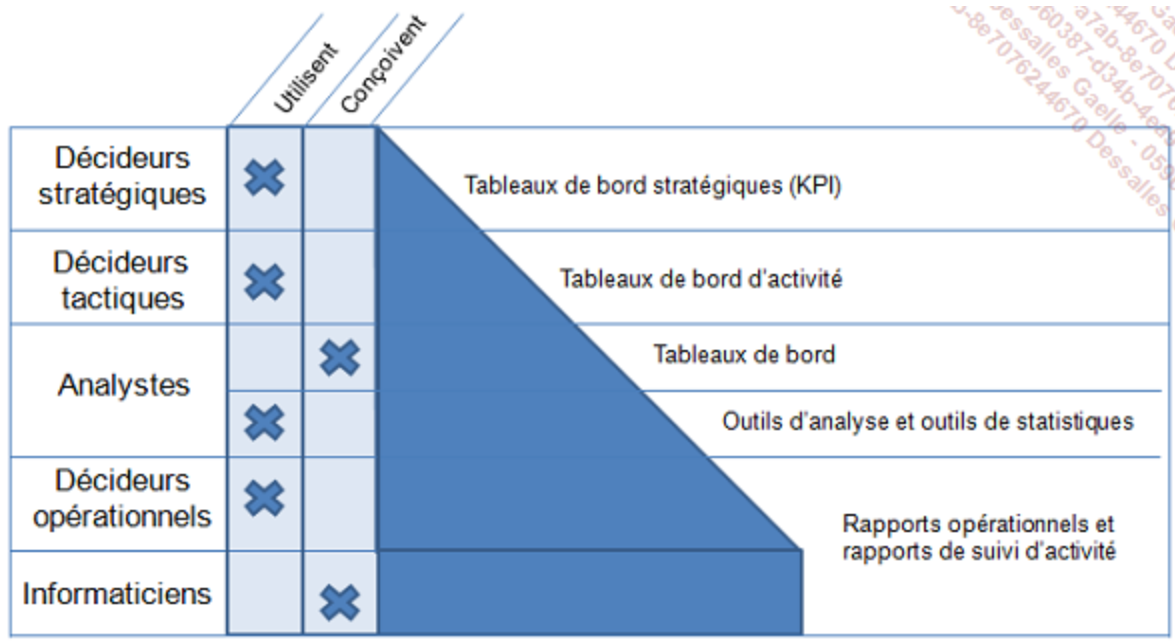 Utilisent
Conçoivent
Décideurs
stratégiques
Tableaux de bord stratégiques (KPI)
Décideurs
tactiques
Tableaux de bord d'activité
Analystes
Tableaux de bord
Outils d'analyse et outils de statistiques
Décideurs
opérationnels
Rapports opérationnels et
rapports de suivi d'activité
Informaticiens